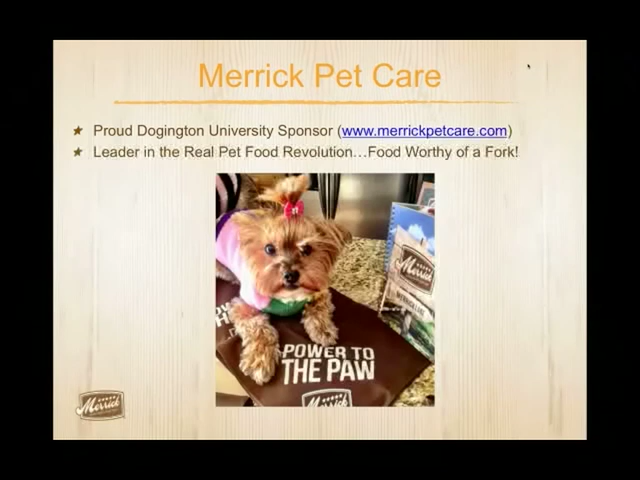 Merrick Pet Care
★ Proud Dogington University Sponsor (www.merrickpetcare.com)
★ Leader in the Real Pet Food Revolution…Food Worthy of a Fork!
Merrick
POWER TO
THE PAW
Merrick
Merrick